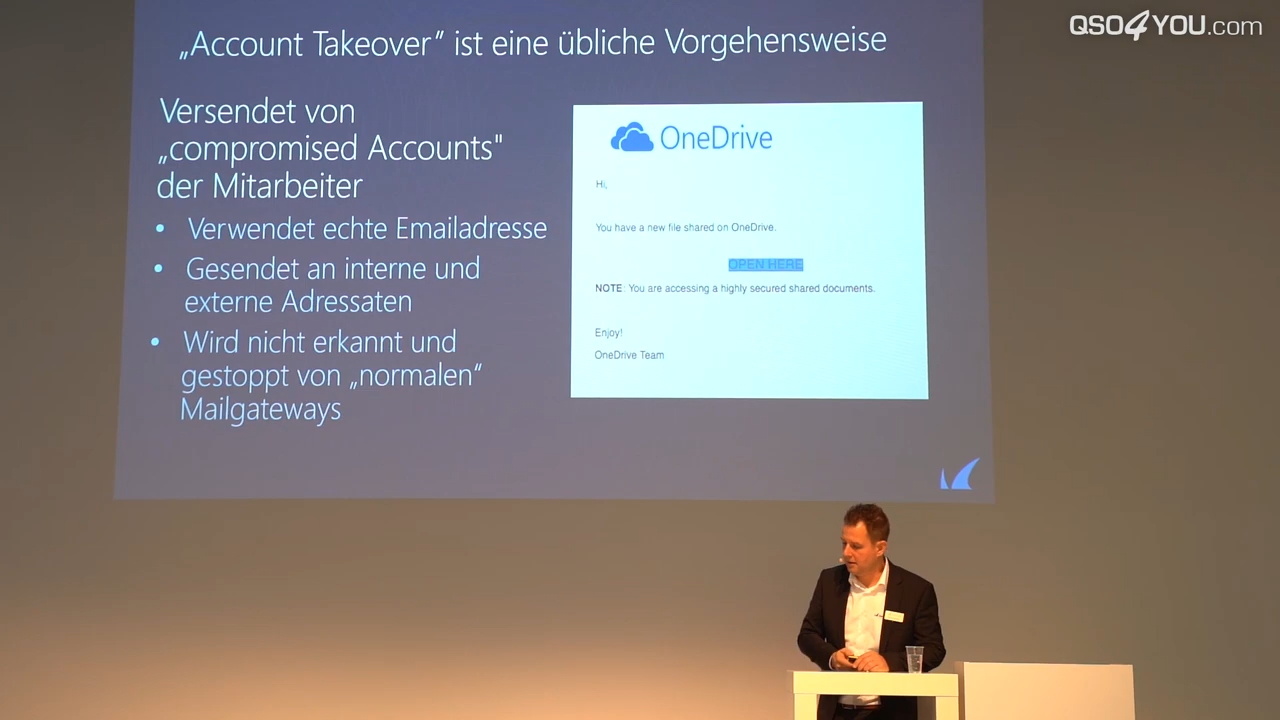 QSO4YOU.com
„Account Takeover“ ist eine übliche Vorgehensweise
Versendet von
„compromised Accounts"
der Mitarbeiter
• Verwendet echte Emailadresse
• Gesendet an interne und
externe Adressaten
• Wird nicht erkannt und
gestoppt von „normalen“
Mailgateways
OneDrive
Hi,
You have a new file shared on OneDrive.
OPEN HERE
NOTE: You are accessing a highly secured shared documents.
Enjoy!
OneDrive Team